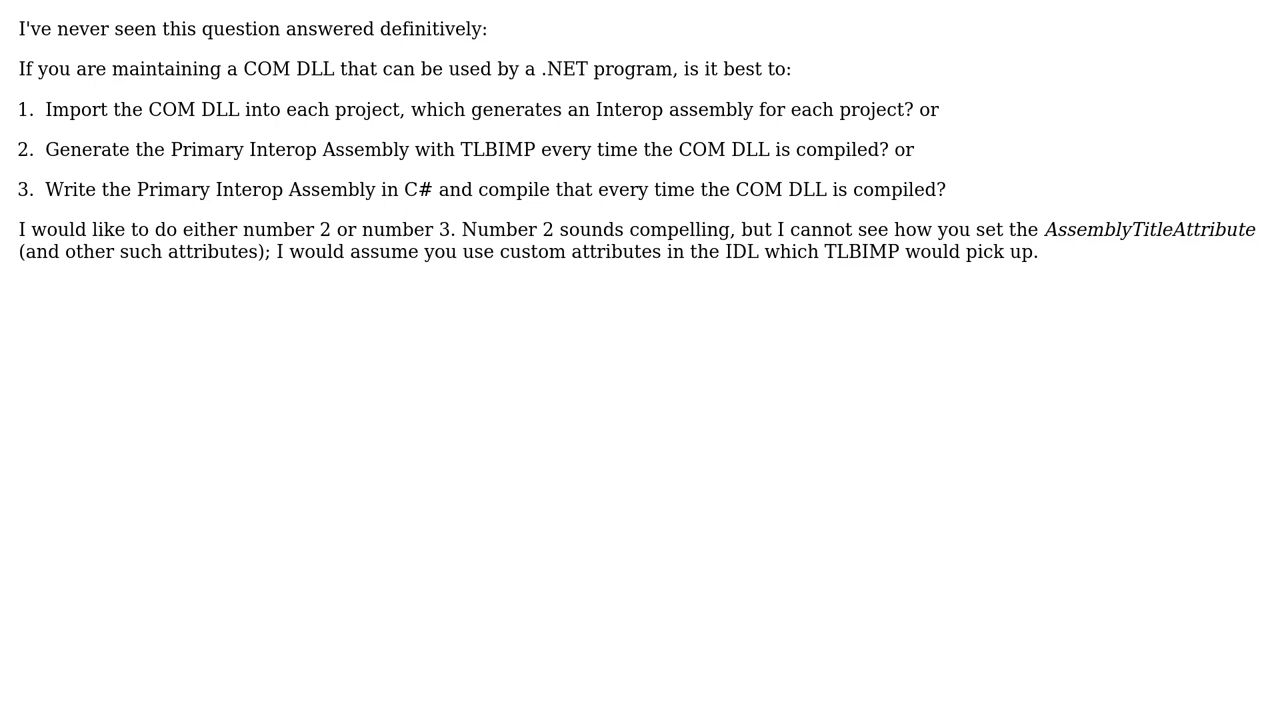 I've never seen this question answered definitively:
If you are maintaining a COM DLL that can be used by a .NET program, is it best to:
1. Import the COM DLL into each project, which generates an Interop assembly for each project? or
2. Generate the Primary Interop Assembly with TLBIMP every time the COM DLL is compiled? or
3. Write the Primary Interop Assembly in C# and compile that every time the COM DLL is compiled?
I would like to do either number 2 or number 3. Number 2 sounds compelling, but I cannot see how you set the AssemblyTitleAttribute
(and other such attributes); I would assume you use custom attributes in the IDL which TLBIMP would pick up.